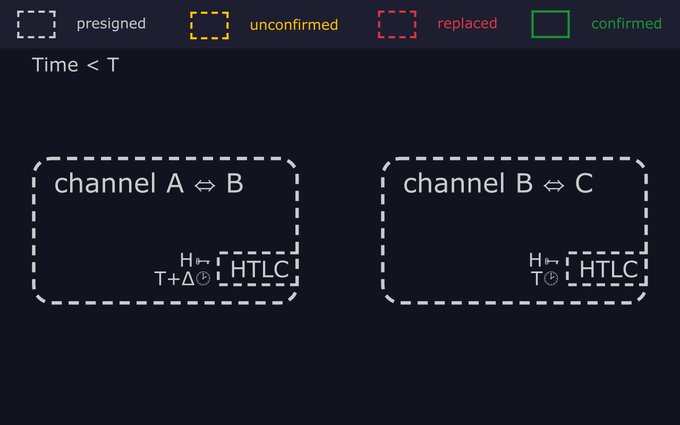 presigned
unconfirmed
replaced
confirmed
Time < T
channel A ⇔ B
H
T+Δ
HTLC
channel B ⇔ C
H
T
HTLC